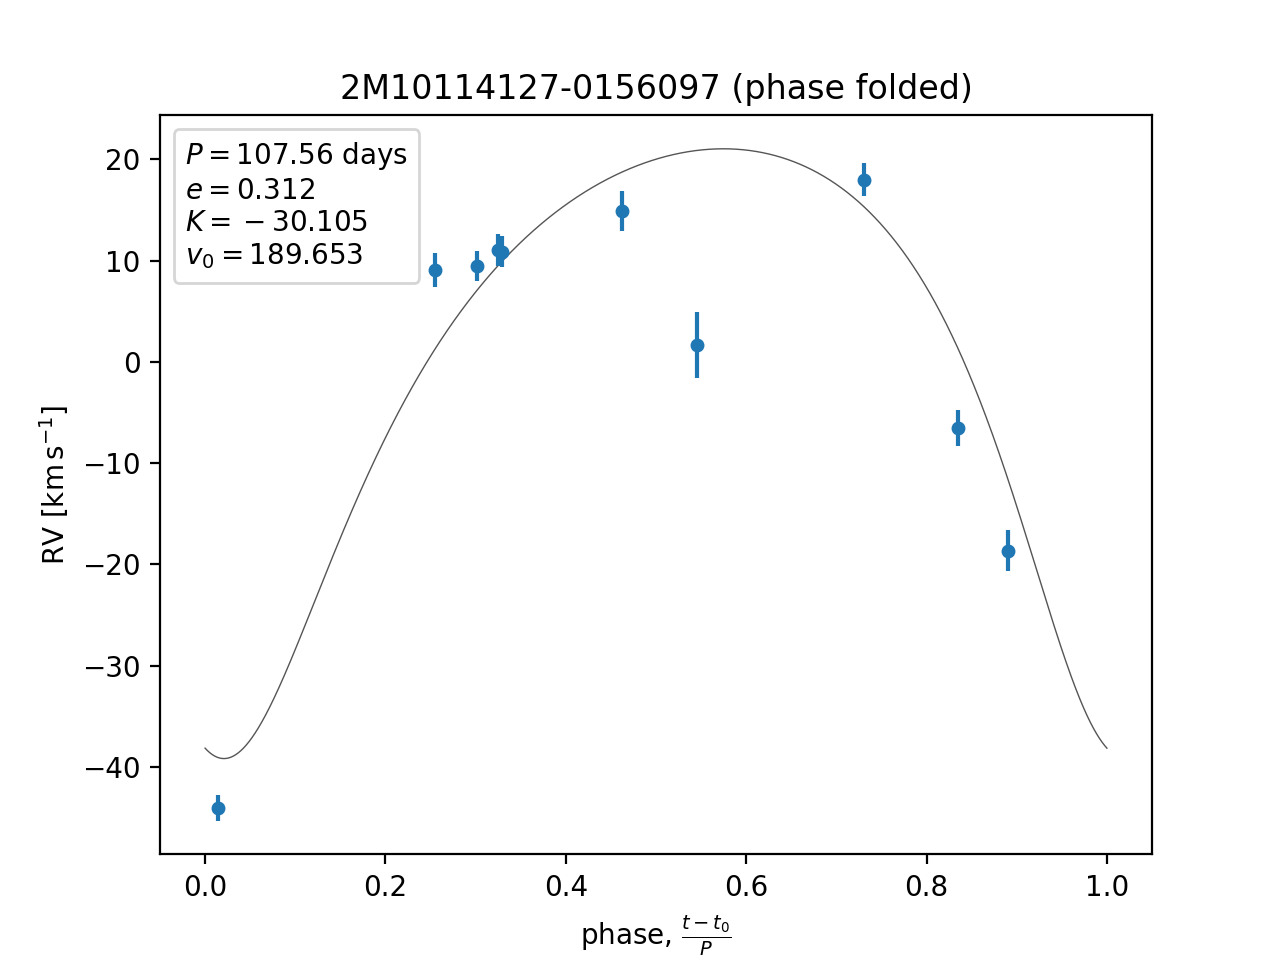 2M10114127-0156097 (phase folded)
P = 107.56 days
e = 0.312
K = −30.105
v₀ = 189.653
20
10
0
−10
−20
−30
−40
RV [km s⁻¹]
0.0 0.2 0.4 0.6 0.8 1.0
phase, (t − t₀)/P